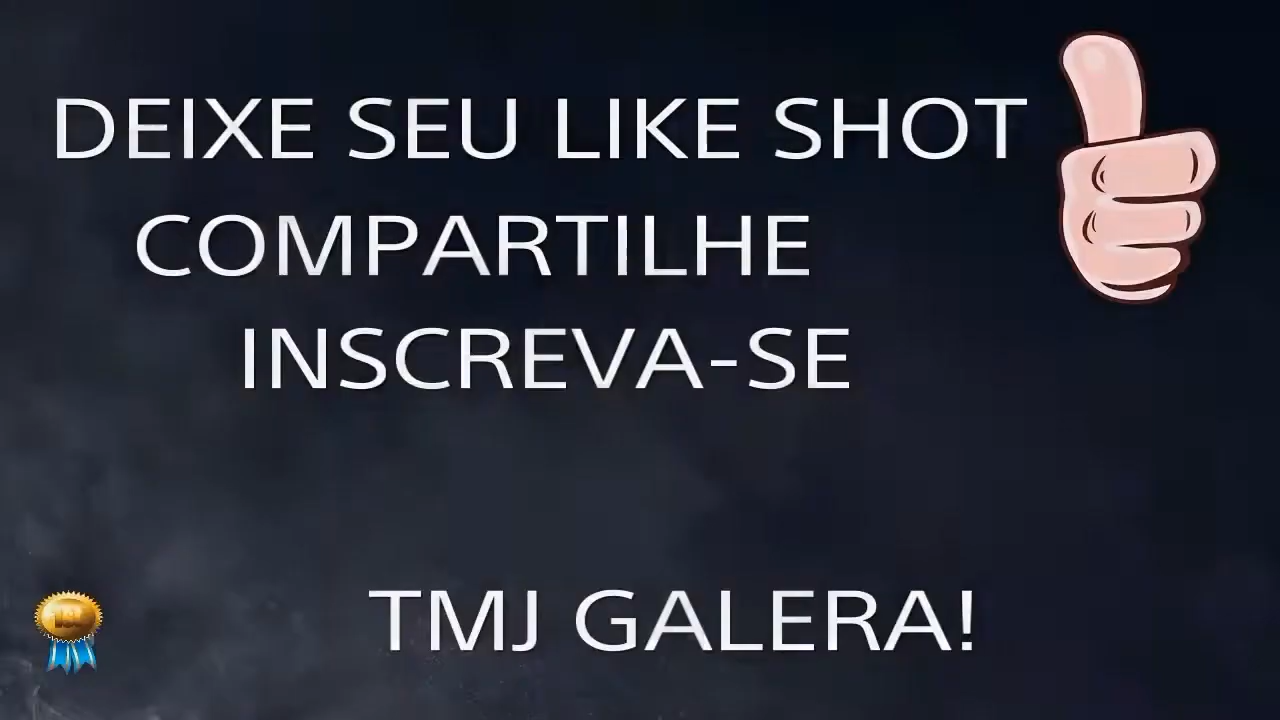 DEIXE SEU LIKE SHOT
COMPARTILHE
INSCREVA-SE
TMJ GALERA!